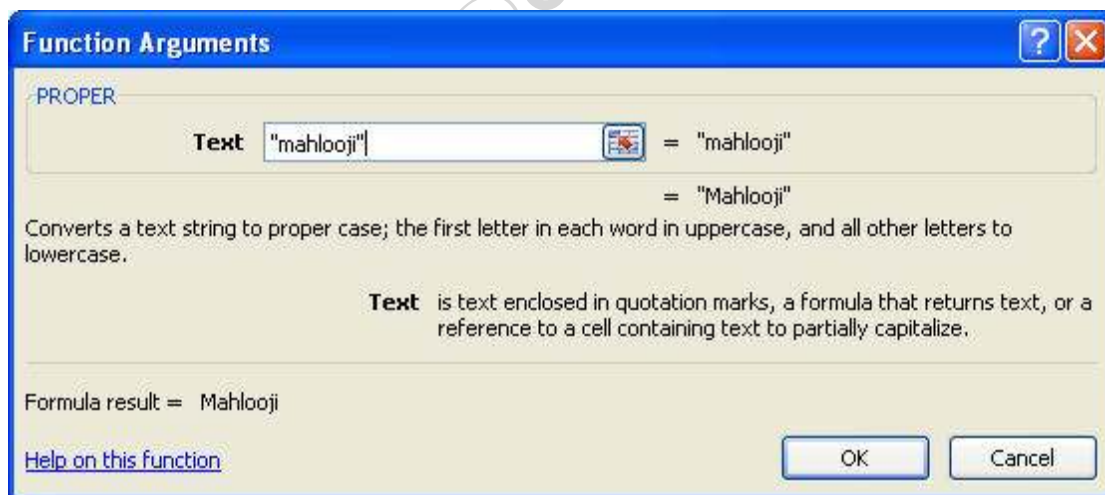 Function Arguments
PROPER
Text "mahlooji" = "mahlooji"
= "Mahlooji"
Converts a text string to proper case; the first letter in each word in uppercase, and all other letters to
lowercase.
Text is text enclosed in quotation marks, a formula that returns text, or a
reference to a cell containing text to partially capitalize.
Formula result = Mahlooji
Help on this function
OK Cancel